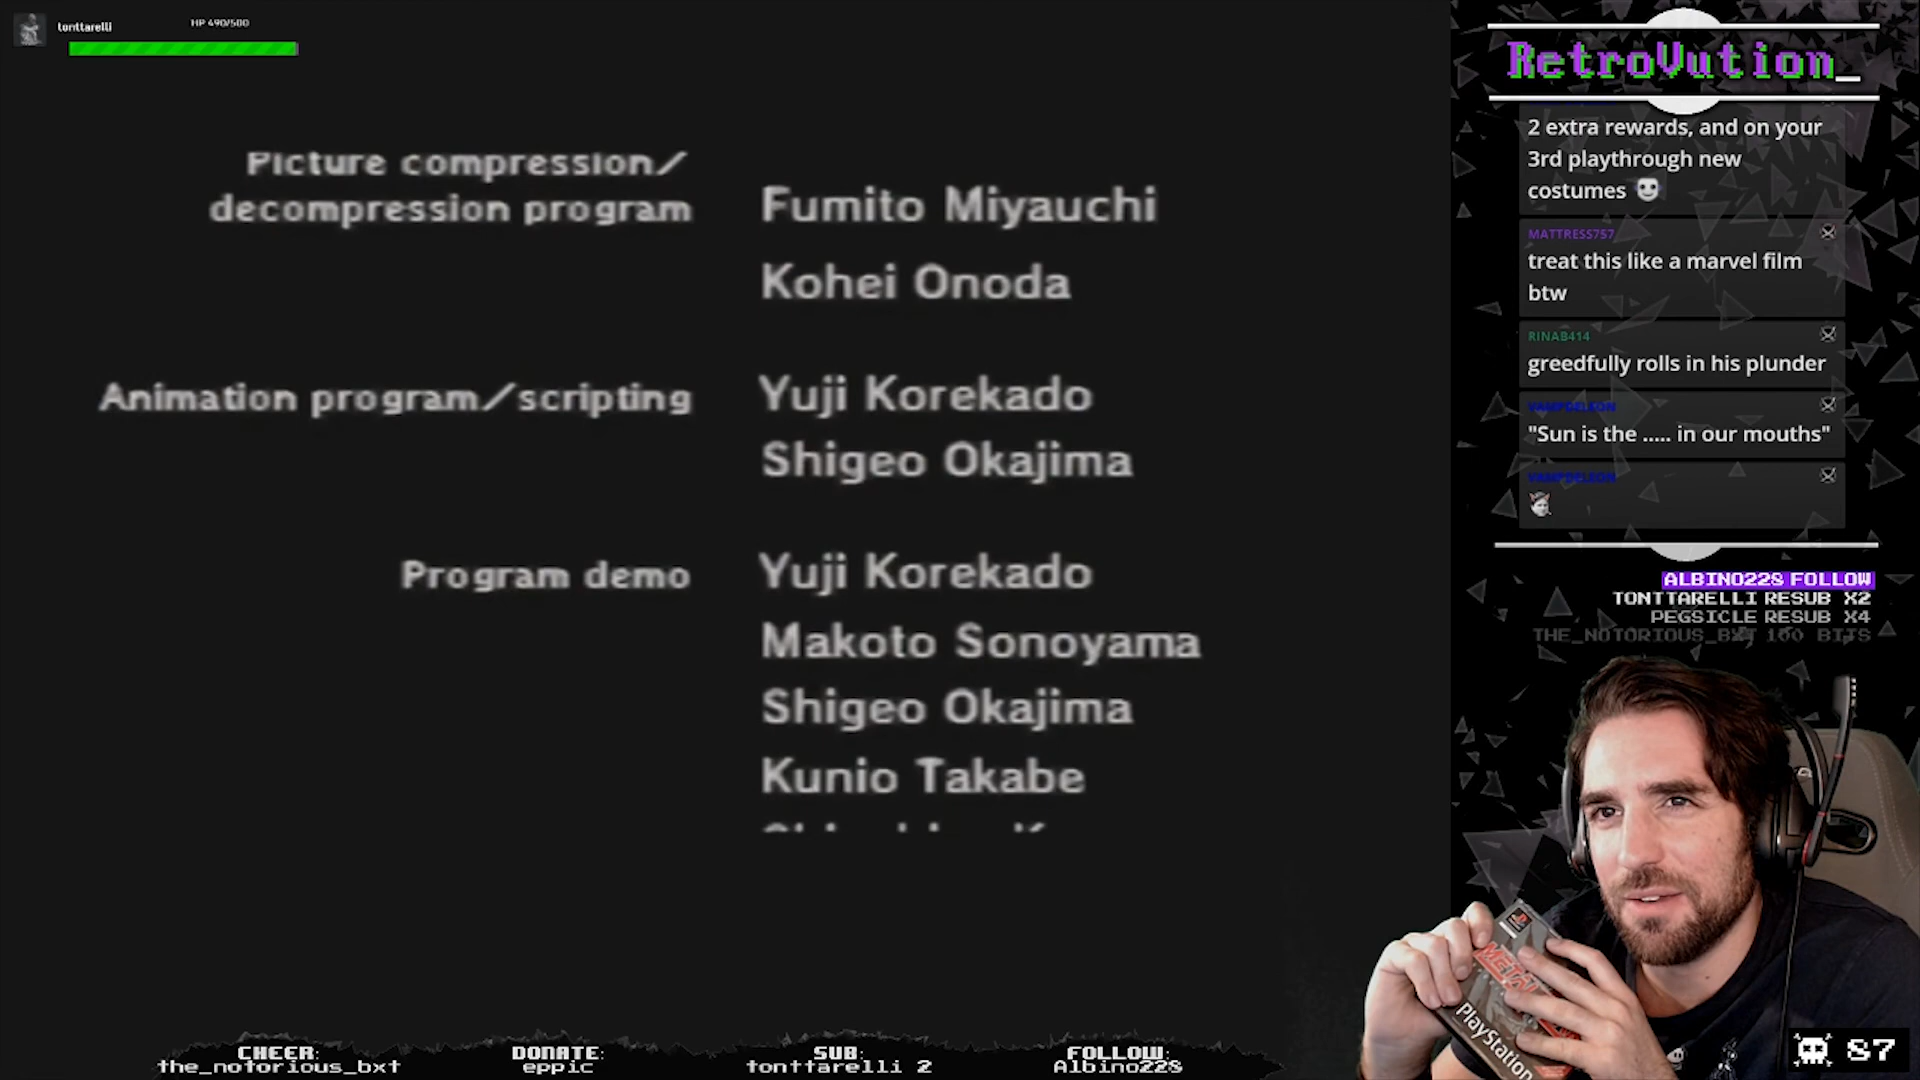 tonttarelli
HP 490/500
Picture compression/
decompression program
Fumito Miyauchi
Kohei Onoda
Animation program/scripting
Yuji Korekado
Shigeo Okajima
Program demo
Yuji Korekado
Makoto Sonoyama
Shigeo Okajima
Kunio Takabe
RetroVution_
2 extra rewards, and on your
3rd playthrough new
costumes
MATTRESS757
treat this like a marvel film
btw
RINAB414
greedfully rolls in his plunder
VAMPDELEON
"Sun is the ..... in our mouths"
VAMPDELEON
ALBINO228 FOLLOW
TONTTARELLI RESUB X2
PEGSICLE RESUB X4
THE_NOTORIOUS_BXT 100 BITS
METAL
PlayStation
CHEER:
the_notorious_bxt
DONATE:
eppic
SUB:
tonttarelli 2
FOLLOW:
Albino228
87